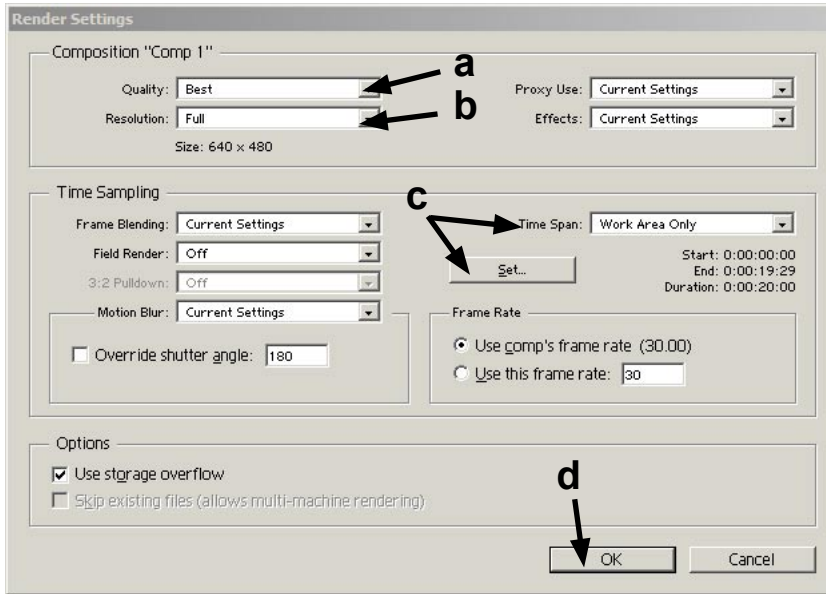 Render Settings
Composition "Comp 1"
a
Quality: Best
Proxy Use: Current Settings
b
Resolution: Full
Effects: Current Settings
Size: 640 x 480
Time Sampling
c
Frame Blending: Current Settings
Time Span: Work Area Only
Field Render: Off
Set...
Start: 0:00:00:00
End: 0:00:19:29
Duration: 0:00:20:00
3:2 Pulldown: Off
Motion Blur: Current Settings
Frame Rate
Override shutter angle: 180
Use comp's frame rate (30.00)
Use this frame rate: 30
Options
Use storage overflow
Skip existing files (allows multi-machine rendering)
d
OK
Cancel